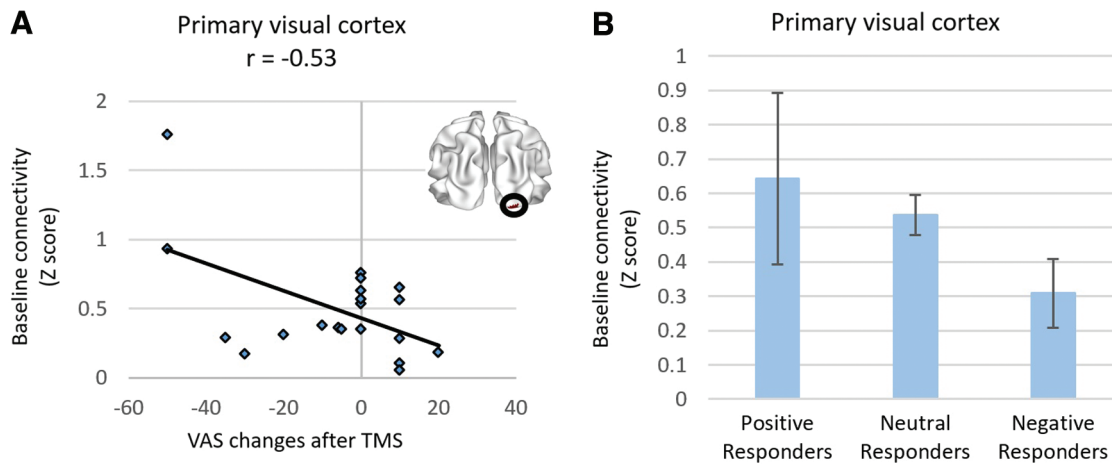 A
Primary visual cortex
r = -0.53
Baseline connectivity
(Z score)
2
1.5
1
0.5
0
-60
-40
-20
0
20
40
VAS changes after TMS
B
Primary visual cortex
Baseline connectivity
(Z score)
1
0.9
0.8
0.7
0.6
0.5
0.4
0.3
0.2
0.1
0
Positive
Responders
Neutral
Responders
Negative
Responders